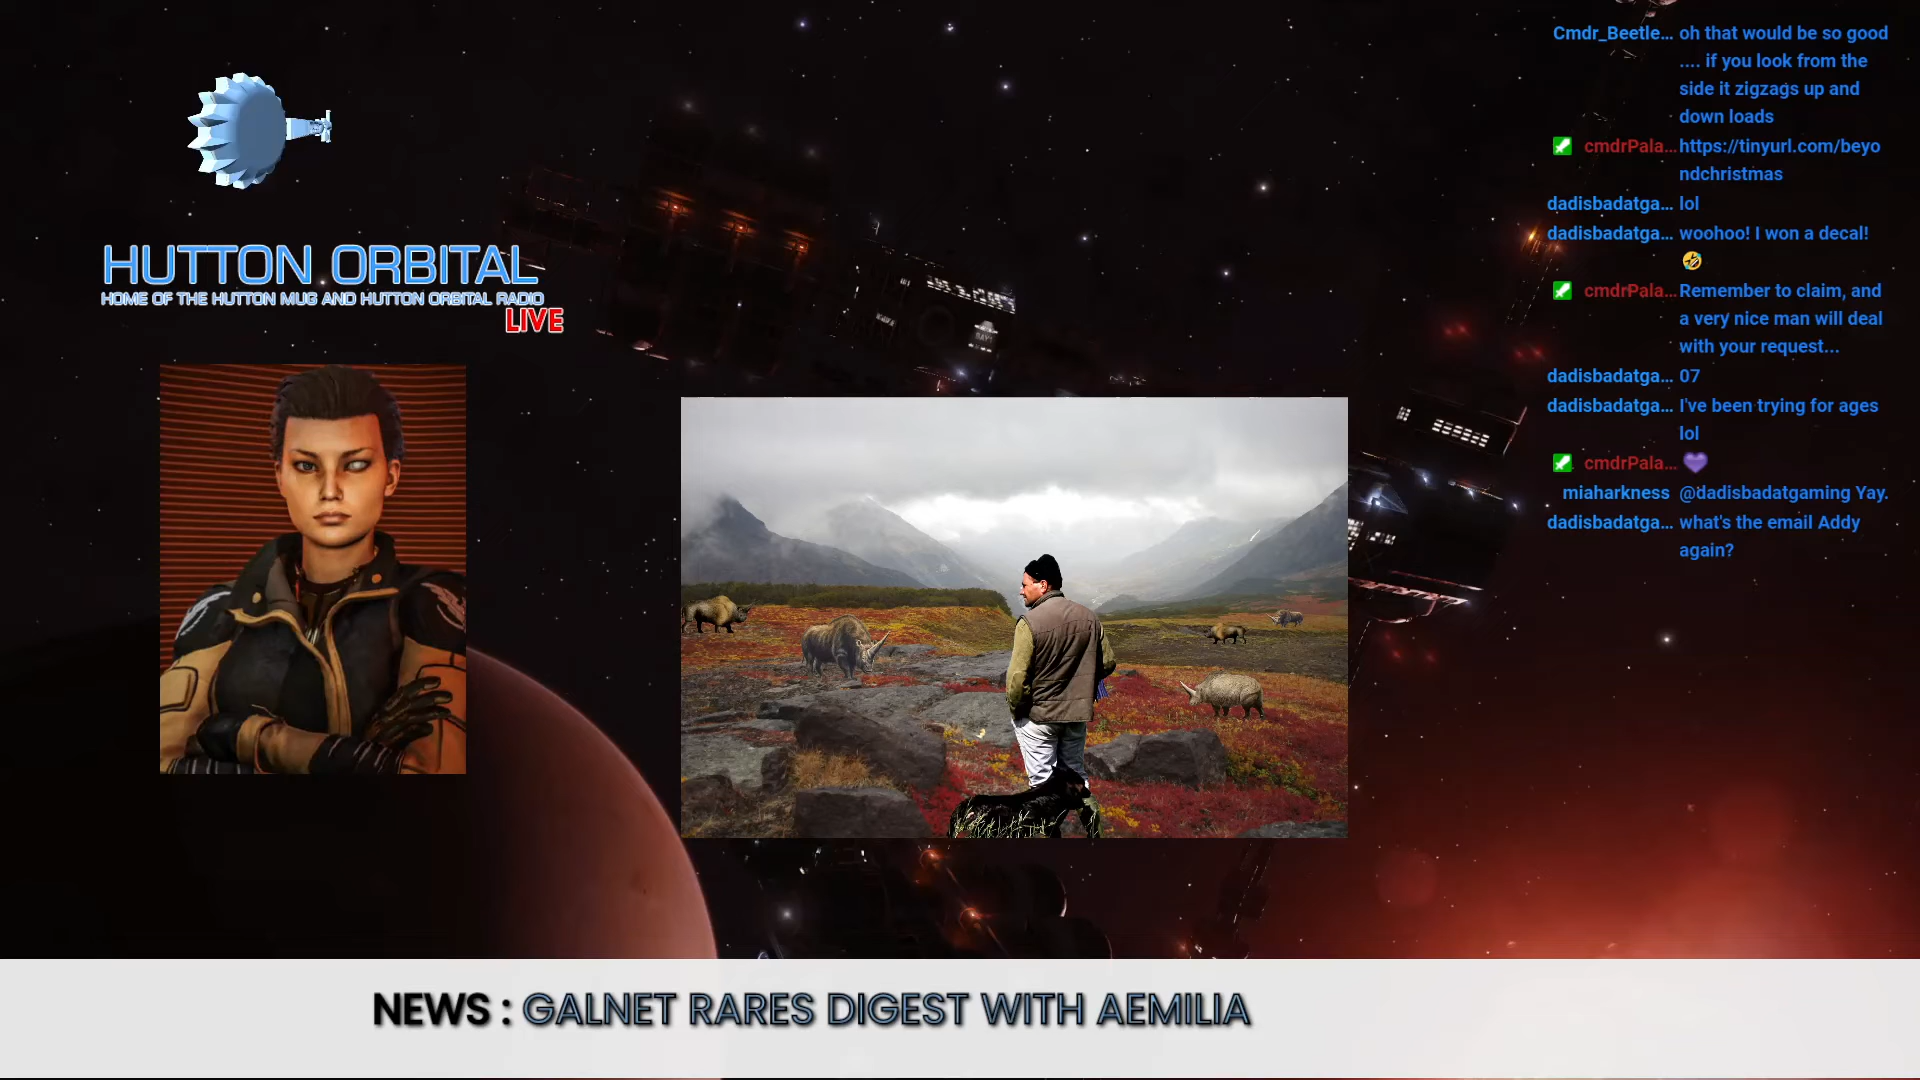 HUTTON ORBITAL
HOME OF THE HUTTON MUG AND HUTTON ORBITAL RADIO
LIVE
Cmdr_Beetle... oh that would be so good
.... if you look from the
side it zigzags up and
down loads
cmdrPala... https://tinyurl.com/beyo
ndchristmas
dadisbadatga... lol
dadisbadatga... woohoo! I won a decal!
cmdrPala... Remember to claim, and
a very nice man will deal
with your request...
dadisbadatga... 07
dadisbadatga... I've been trying for ages
lol
cmdrPala...
miaharkness @dadisbadatgaming Yay.
dadisbadatga... what's the email Addy
again?
NEWS : GALNET RARES DIGEST WITH AEMILIA